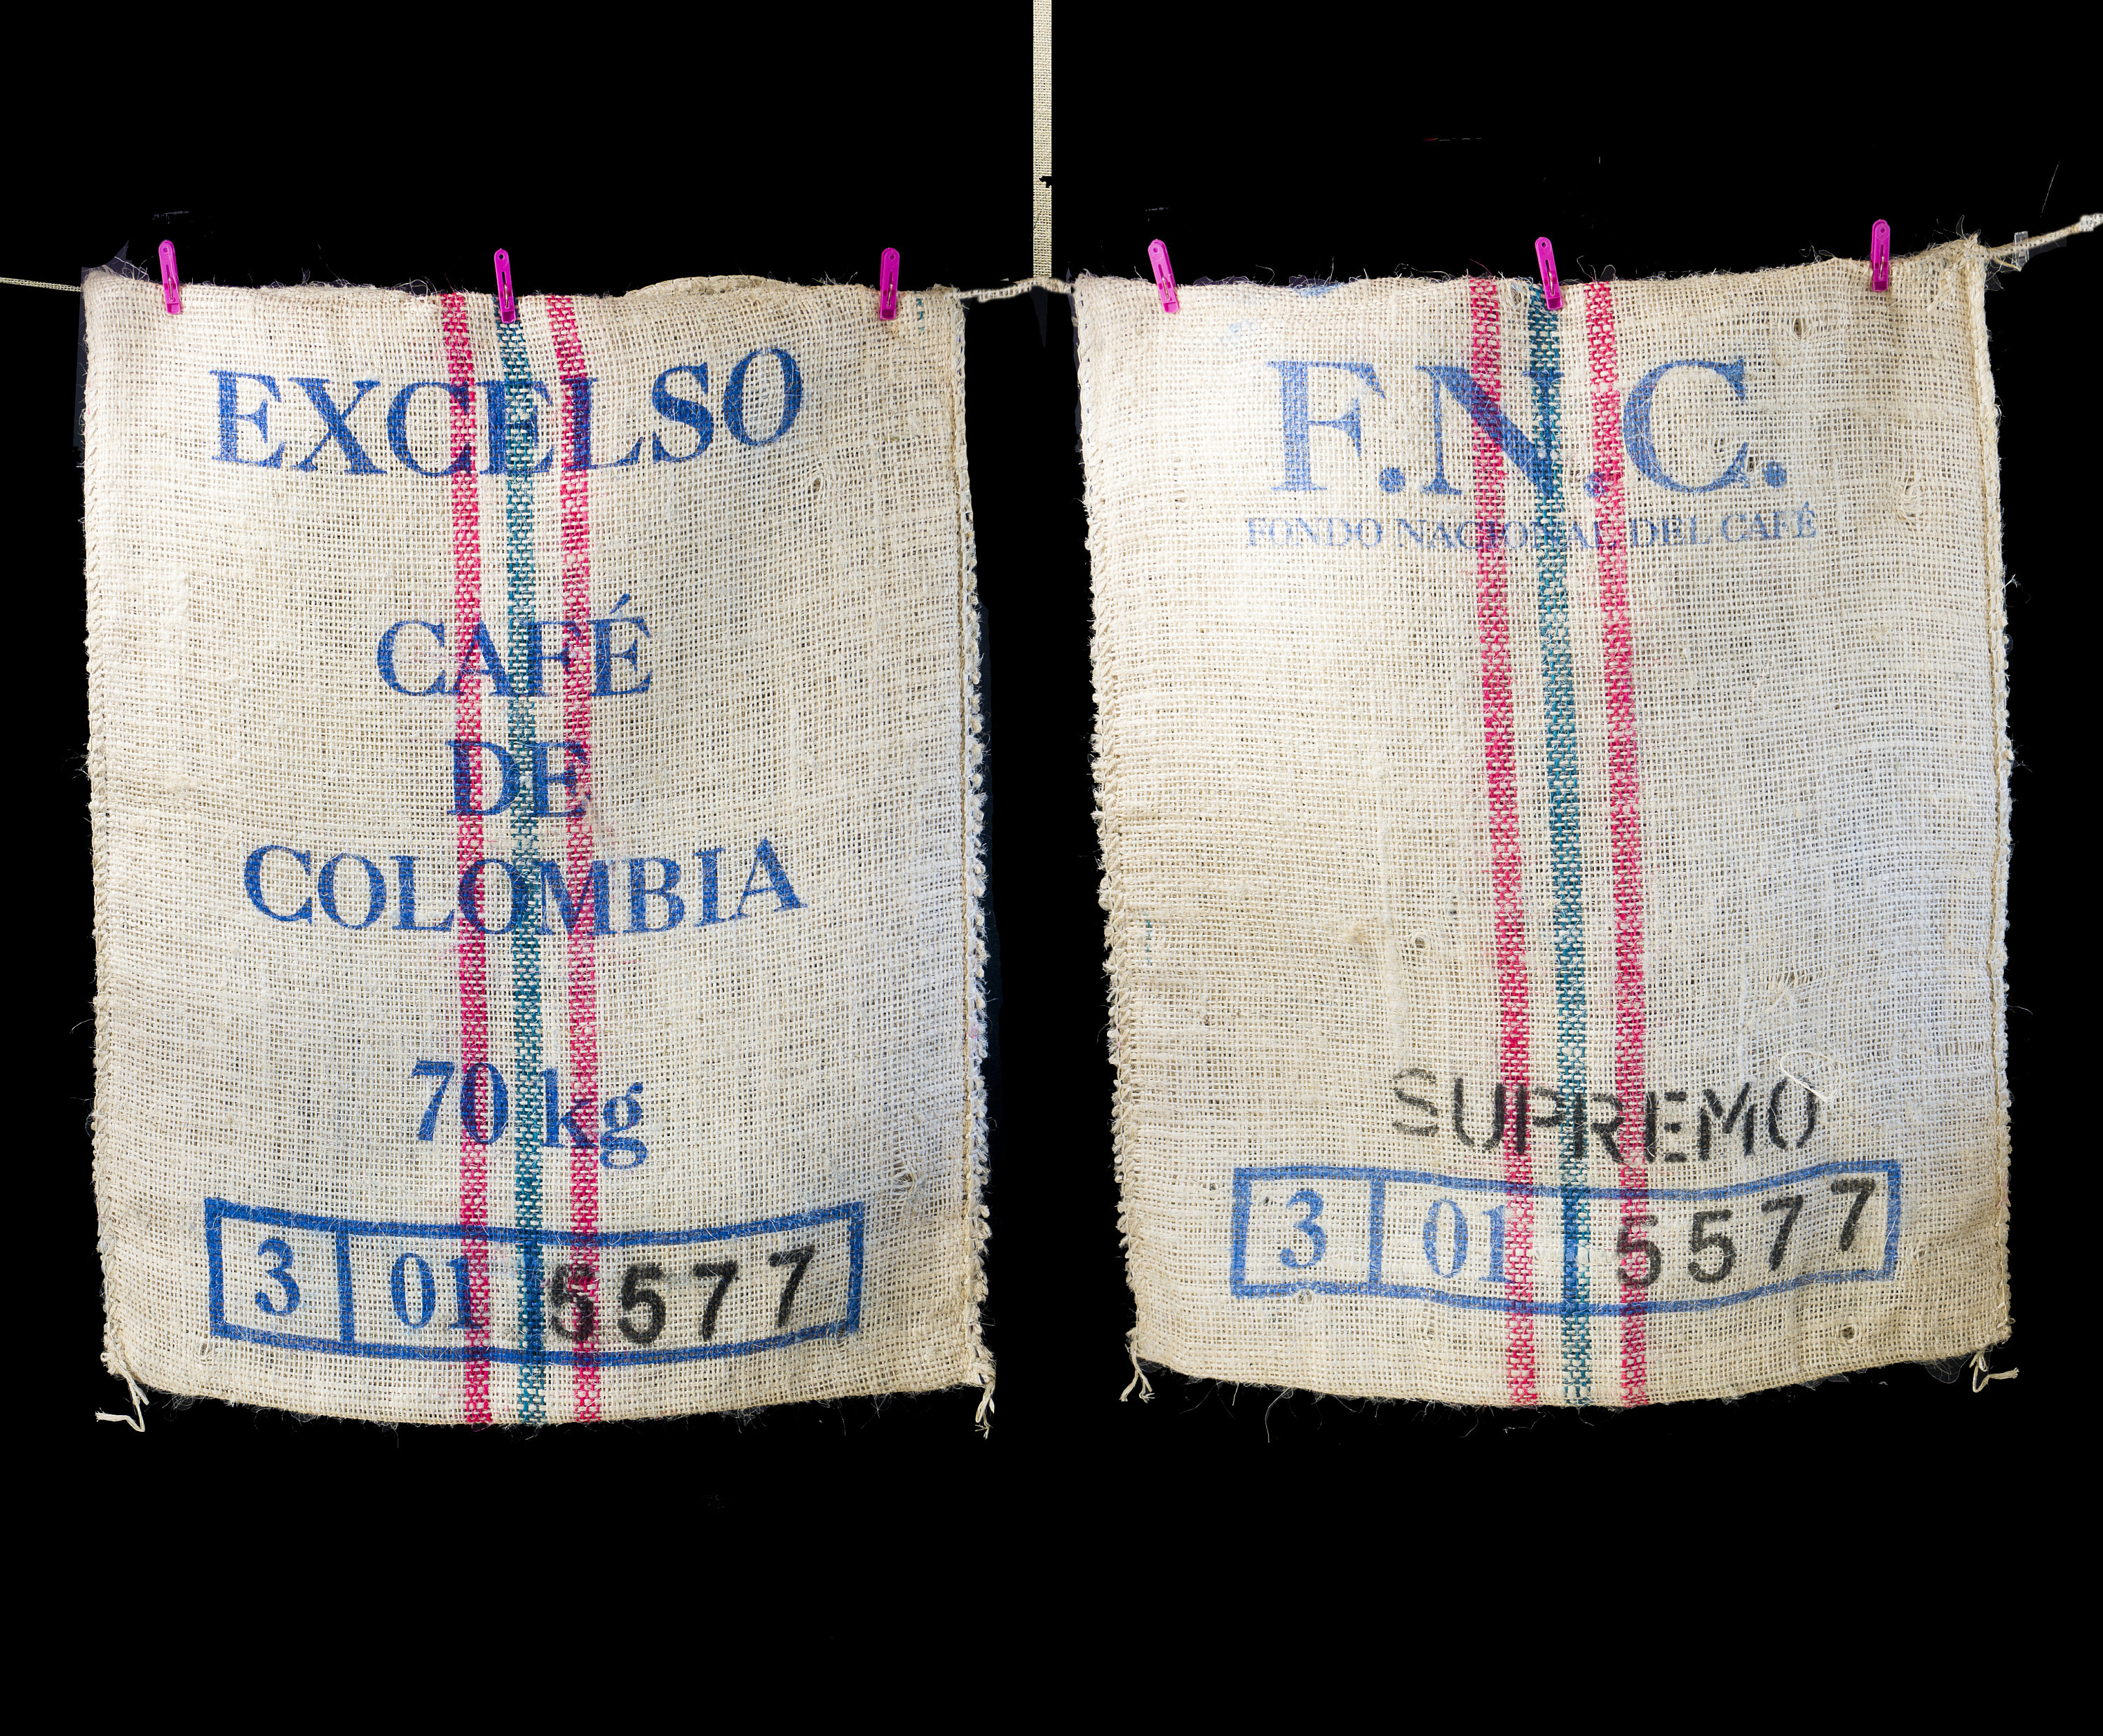 EXCELSO
CAFÉ
DE
COLOMBIA
70 kg
3 01 5577
F.N.C.
FONDO NACIONAL DEL CAFÉ
SUPREMO
3 01 5577